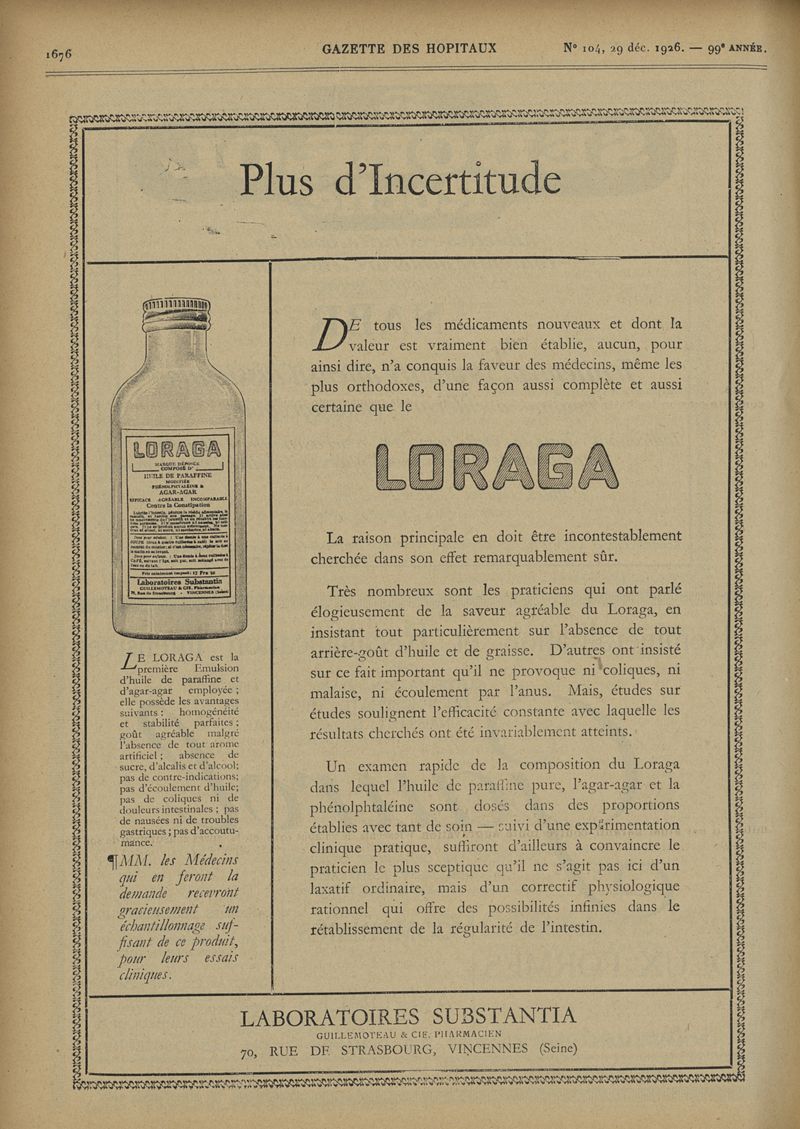 1676
GAZETTE DES HOPITAUX
N° 104, 29 déc. 1926. — 99e ANNÉE.
Plus d'Incertitude
LORAGA
MARQUE DÉPOSÉE
COMPOSÉ D'
HUILE DE PARAFFINE
MODIFIÉE
PHÉNOLPHTALÉINE &
AGAR-AGAR
EFFICACE AGRÉABLE INCOMPARABLE
Contre la Constipation
Laboratoires Substantia
GUILLEMOTEAU & CIE, Pharmacien
LE LORAGA est la
première Emulsion
d'huile de paraffine et
d'agar-agar employée ;
elle possède les avantages
suivants : homogénéité
et stabilité parfaites ;
goût agréable malgré
l'absence de tout arome
artificiel ; absence de
sucre, d'alcalis et d'alcool;
pas de contre-indications;
pas d'écoulement d'huile;
pas de coliques ni de
douleurs intestinales ; pas
de nausées ni de troubles
gastriques ; pas d'accoutu-
mance.
¶ MM. les Médecins
qui en feront la
demande recevront
gracieusement un
échantillonnage suf-
fisant de ce produit,
pour leurs essais
cliniques.
DE tous les médicaments nouveaux et dont la
valeur est vraiment bien établie, aucun, pour
ainsi dire, n'a conquis la faveur des médecins, même les
plus orthodoxes, d'une façon aussi complète et aussi
certaine que le
LORAGA
La raison principale en doit être incontestablement
cherchée dans son effet remarquablement sûr.
Très nombreux sont les praticiens qui ont parlé
élogieusement de la saveur agréable du Loraga, en
insistant tout particulièrement sur l'absence de tout
arrière-goût d'huile et de graisse. D'autres ont insisté
sur ce fait important qu'il ne provoque ni coliques, ni
malaise, ni écoulement par l'anus. Mais, études sur
études soulignent l'efficacité constante avec laquelle les
résultats cherchés ont été invariablement atteints.
Un examen rapide de la composition du Loraga
dans lequel l'huile de paraffine pure, l'agar-agar et la
phénolphtaléine sont dosés dans des proportions
établies avec tant de soin — suivi d'une expérimentation
clinique pratique, suffiront d'ailleurs à convaincre le
praticien le plus sceptique qu'il ne s'agit pas ici d'un
laxatif ordinaire, mais d'un correctif physiologique
rationnel qui offre des possibilités infinies dans le
rétablissement de la régularité de l'intestin.
LABORATOIRES SUBSTANTIA
GUILLEMOTEAU & CIE, PHARMACIEN
70, RUE DE STRASBOURG, VINCENNES (Seine)